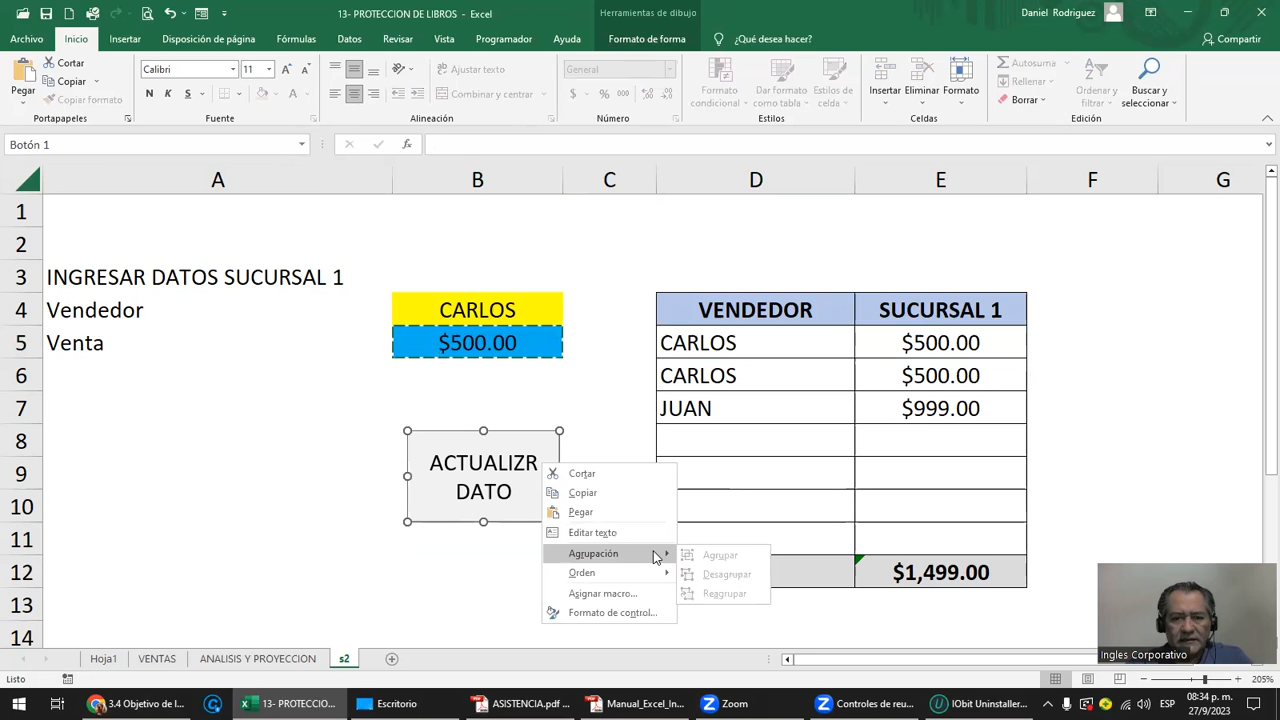 13- PROTECCION DE LIBROS - Excel
Herramientas de dibujo
Daniel Rodriguez
Archivo Inicio Insertar Disposición de página Fórmulas Datos Revisar Vista Programador Ayuda Formato de forma ¿Qué desea hacer? Compartir
Pegar
Cortar
Copiar
Copiar formato
Portapapeles
Calibri 11
N K S
Fuente
Ajustar texto
Combinar y centrar
Alineación
General
$ % 000
Número
Formato condicional
Dar formato como tabla
Estilos de celda
Estilos
Insertar Eliminar Formato
Celdas
Autosuma
Rellenar
Borrar
Ordenar y filtrar
Buscar y seleccionar
Edición
Botón 1
fx
A B C D E F G
1
2
3 INGRESAR DATOS SUCURSAL 1
4 Vendedor CARLOS VENDEDOR SUCURSAL 1
5 Venta $500.00 CARLOS $500.00
6 CARLOS $500.00
7 JUAN $999.00
8
9
10
11
12 $1,499.00
13
14
ACTUALIZR
DATO
Cortar
Copiar
Pegar
Editar texto
Agrupación
Orden
Asignar macro...
Formato de control...
Agrupar
Desagrupar
Reagrupar
Ingles Corporativo
Hoja1 VENTAS ANALISIS Y PROYECCION s2
Listo
205%
3.4 Objetivo de l...
13- PROTECCIO...
Escritorio
ASISTENCIA.pdf ...
Manual_Excel_In...
Zoom
Controles de reu...
IObit Uninstaller...
ESP
08:34 p. m.
27/9/2023